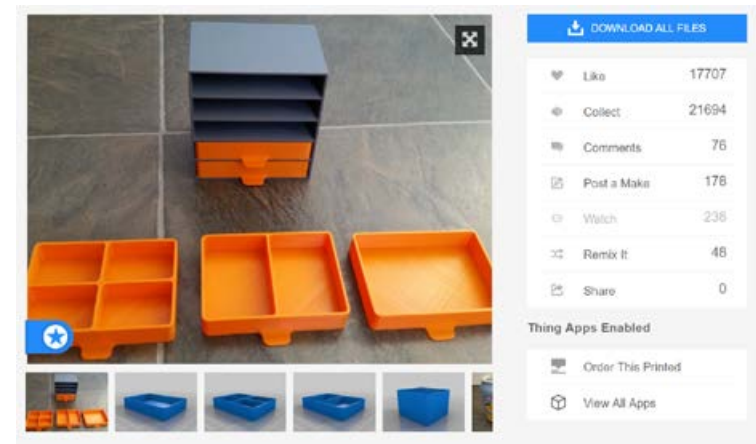 DOWNLOAD ALL FILES
Like 17707
Collect 21694
Comments 76
Post a Make 178
Watch 236
Remix It 48
Share 0
Thing Apps Enabled
Order This Printed
View All Apps